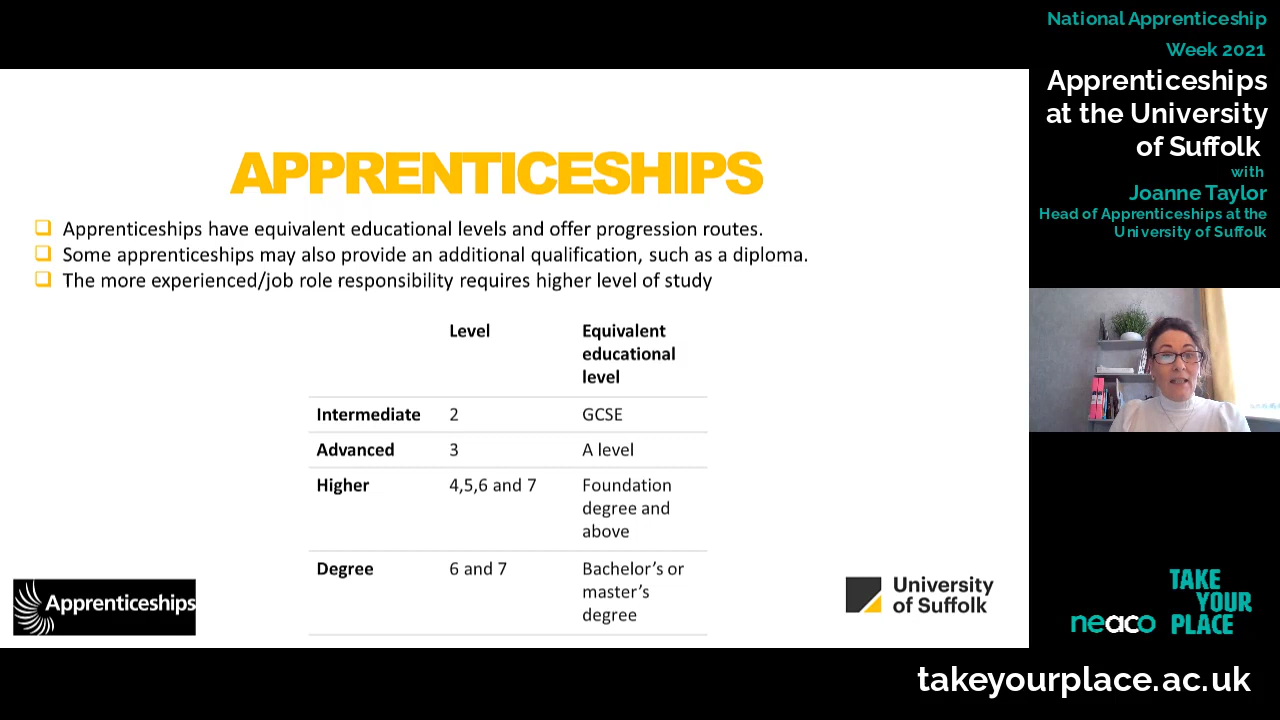 National Apprenticeship
Week 2021
Apprenticeships
at the University
of Suffolk
with
Joanne Taylor
Head of Apprenticeships at the
University of Suffolk
APPRENTICESHIPS
Apprenticeships have equivalent educational levels and offer progression routes.
Some apprenticeships may also provide an additional qualification, such as a diploma.
The more experienced/job role responsibility requires higher level of study
Level
Equivalent
educational
level
Intermediate 2 GCSE
Advanced 3 A level
Higher 4,5,6 and 7 Foundation
degree and
above
Degree 6 and 7 Bachelor's or
master's
degree
Apprenticeships
University
of Suffolk
neaco
TAKE
YOUR
PLACE
takeyourplace.ac.uk